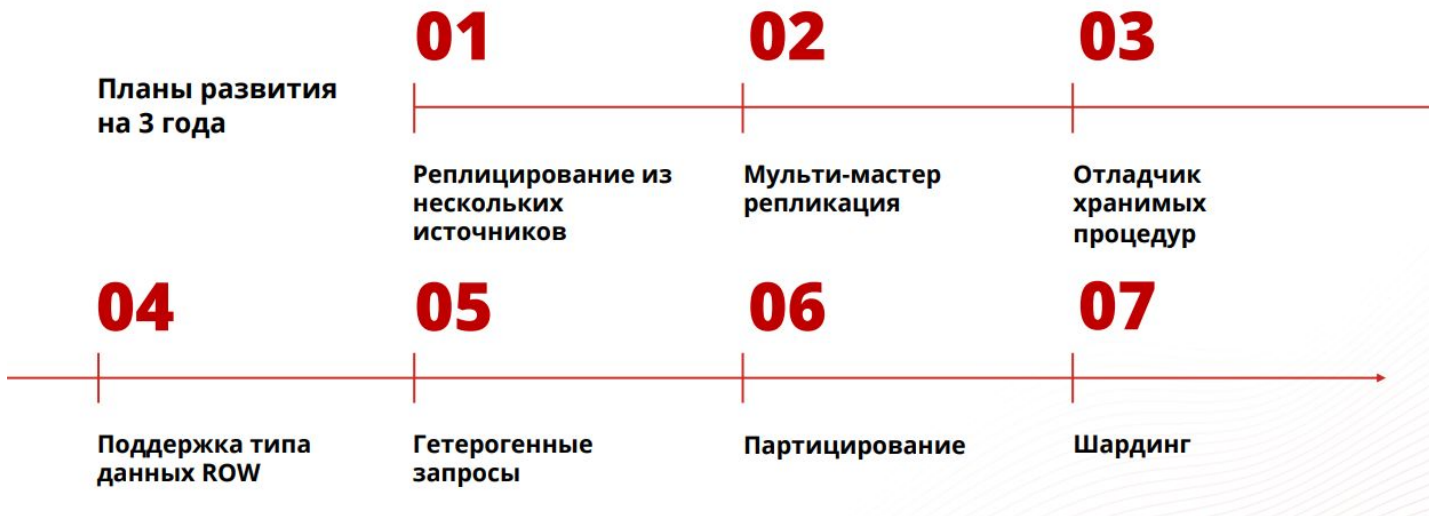 Планы развития
на 3 года
01
Реплицирование из
нескольких
источников
02
Мульти-мастер
репликация
03
Отладчик
хранимых
процедур
04
Поддержка типа
данных ROW
05
Гетерогенные
запросы
06
Партицирование
07
Шардинг